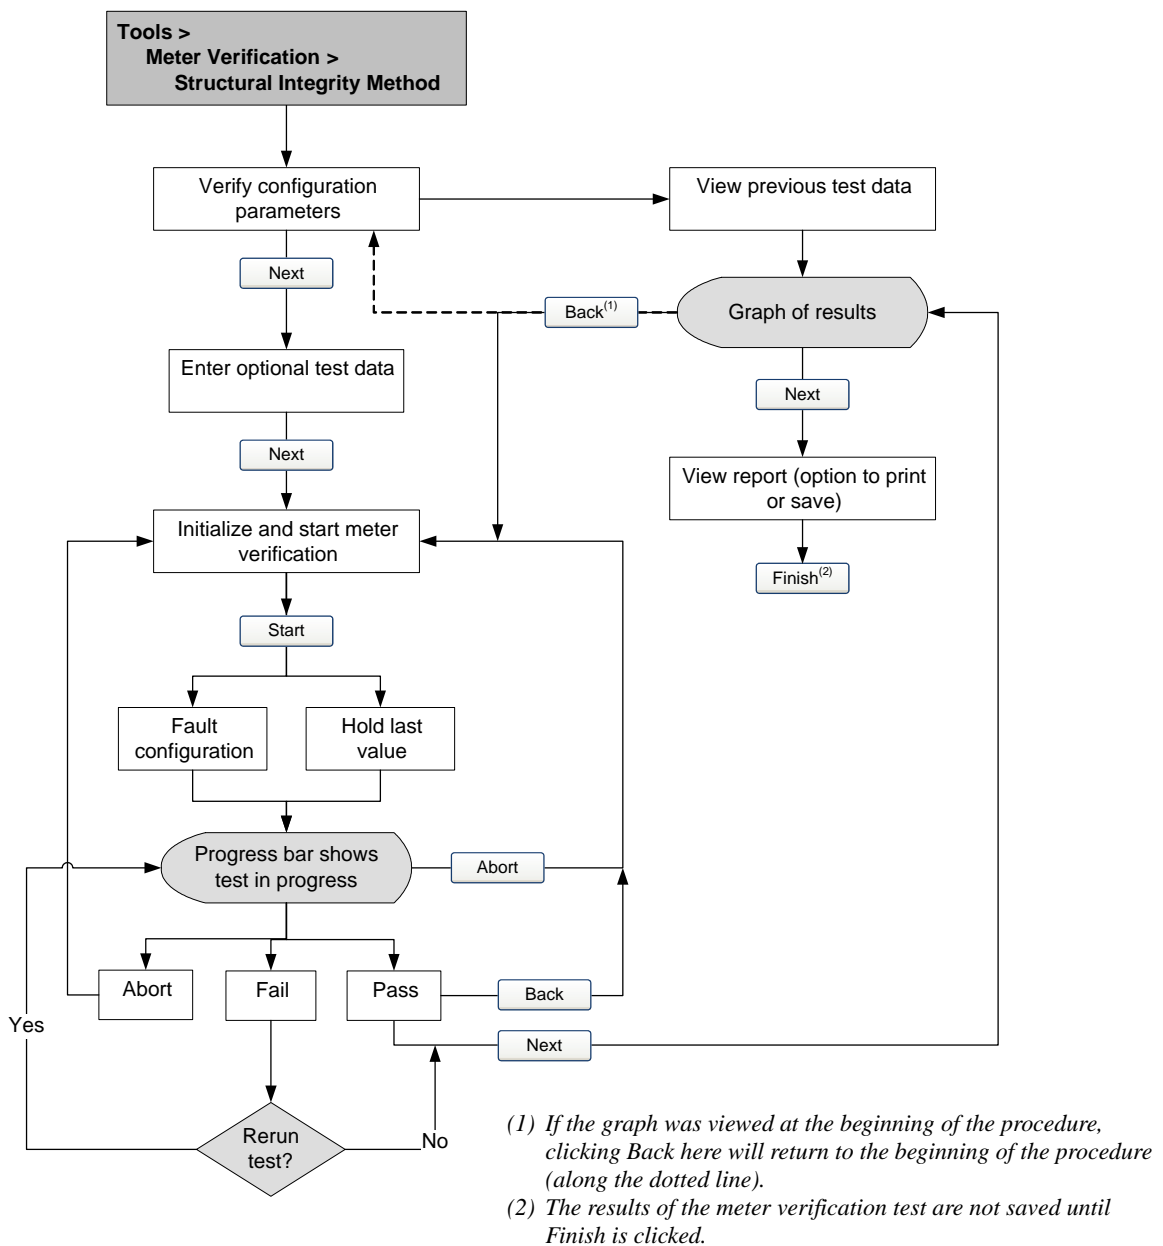 Tools >
Meter Verification >
Structural Integrity Method
Verify configuration
parameters
View previous test data
Next
Back(1)
Graph of results
Enter optional test data
Next
Next
View report (option to print
or save)
Initialize and start meter
verification
Finish(2)
Start
Fault
configuration
Hold last
value
Progress bar shows
test in progress
Abort
Abort
Fail
Pass
Back
Yes
Next
Rerun
test?
No
(1) If the graph was viewed at the beginning of the procedure,
clicking Back here will return to the beginning of the procedure
(along the dotted line).
(2) The results of the meter verification test are not saved until
Finish is clicked.